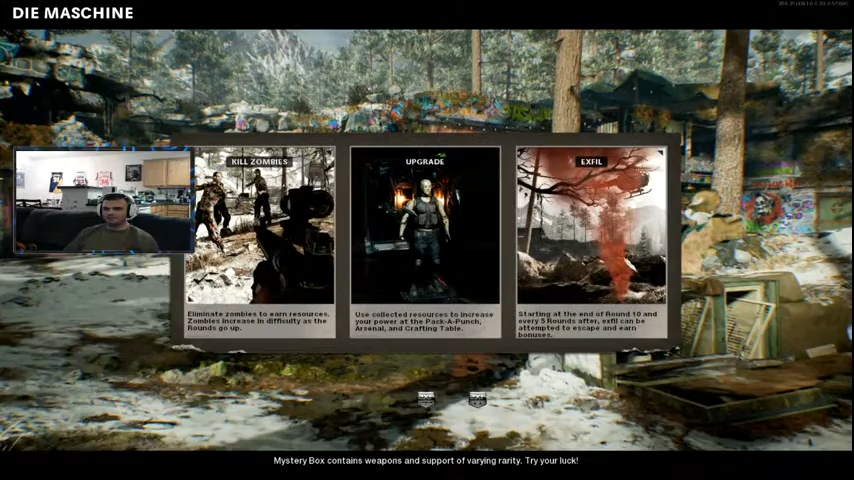 DIE MASCHINE
KILL ZOMBIES
Eliminate zombies to earn resources.
Zombies increase in difficulty as the
Rounds go up.
UPGRADE
Use collected resources to increase
your power at the Pack-A-Punch,
Arsenal, and Crafting Table.
EXFIL
Starting at the end of Round 10 and
every 5 Rounds after, exfil can be
attempted to escape and earn
bonuses.
Mystery Box contains weapons and support of varying rarity. Try your luck!